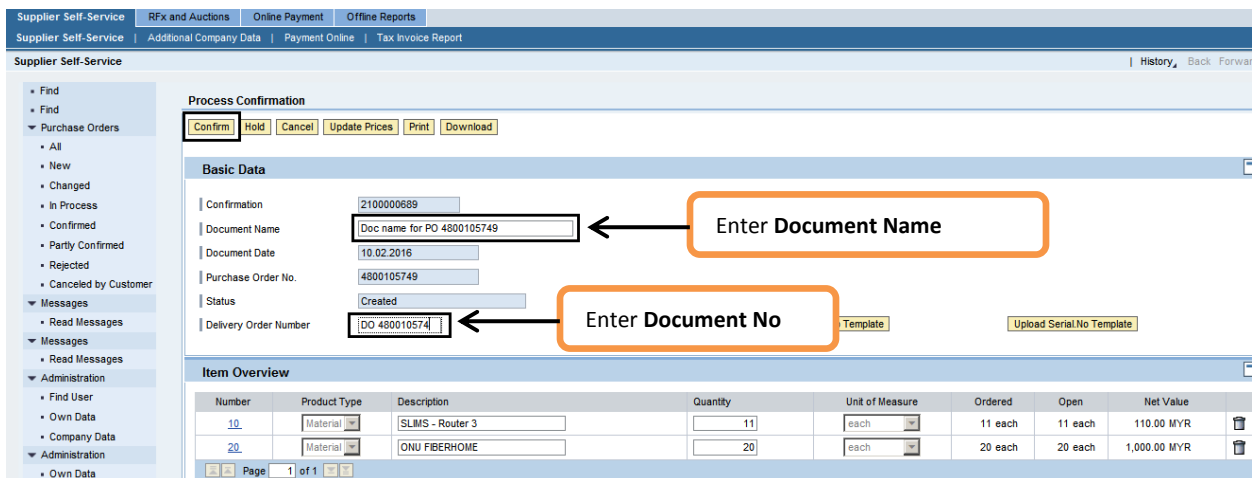 Supplier Self-Service RFx and Auctions Online Payment Offline Reports
Supplier Self-Service | Additional Company Data | Payment Online | Tax Invoice Report
Supplier Self-Service | History Back Forwar
Find
Find
Purchase Orders
All
New
Changed
In Process
Confirmed
Partly Confirmed
Rejected
Canceled by Customer
Messages
Read Messages
Messages
Read Messages
Administration
Find User
Own Data
Company Data
Administration
Own Data
Process Confirmation
Confirm Hold Cancel Update Prices Print Download
Basic Data
Confirmation 2100000689
Document Name Doc name for PO 4800105749
Enter Document Name
Document Date 10.02.2016
Purchase Order No. 4800105749
Status Created
Delivery Order Number DO 480010574
Enter Document No
Template Upload Serial.No Template
Item Overview
Number Product Type Description Quantity Unit of Measure Ordered Open Net Value
10 Material SLIMS - Router 3 11 each 11 each 11 each 110.00 MYR
20 Material ONU FIBERHOME 20 each 20 each 20 each 1,000.00 MYR
Page 1 of 1